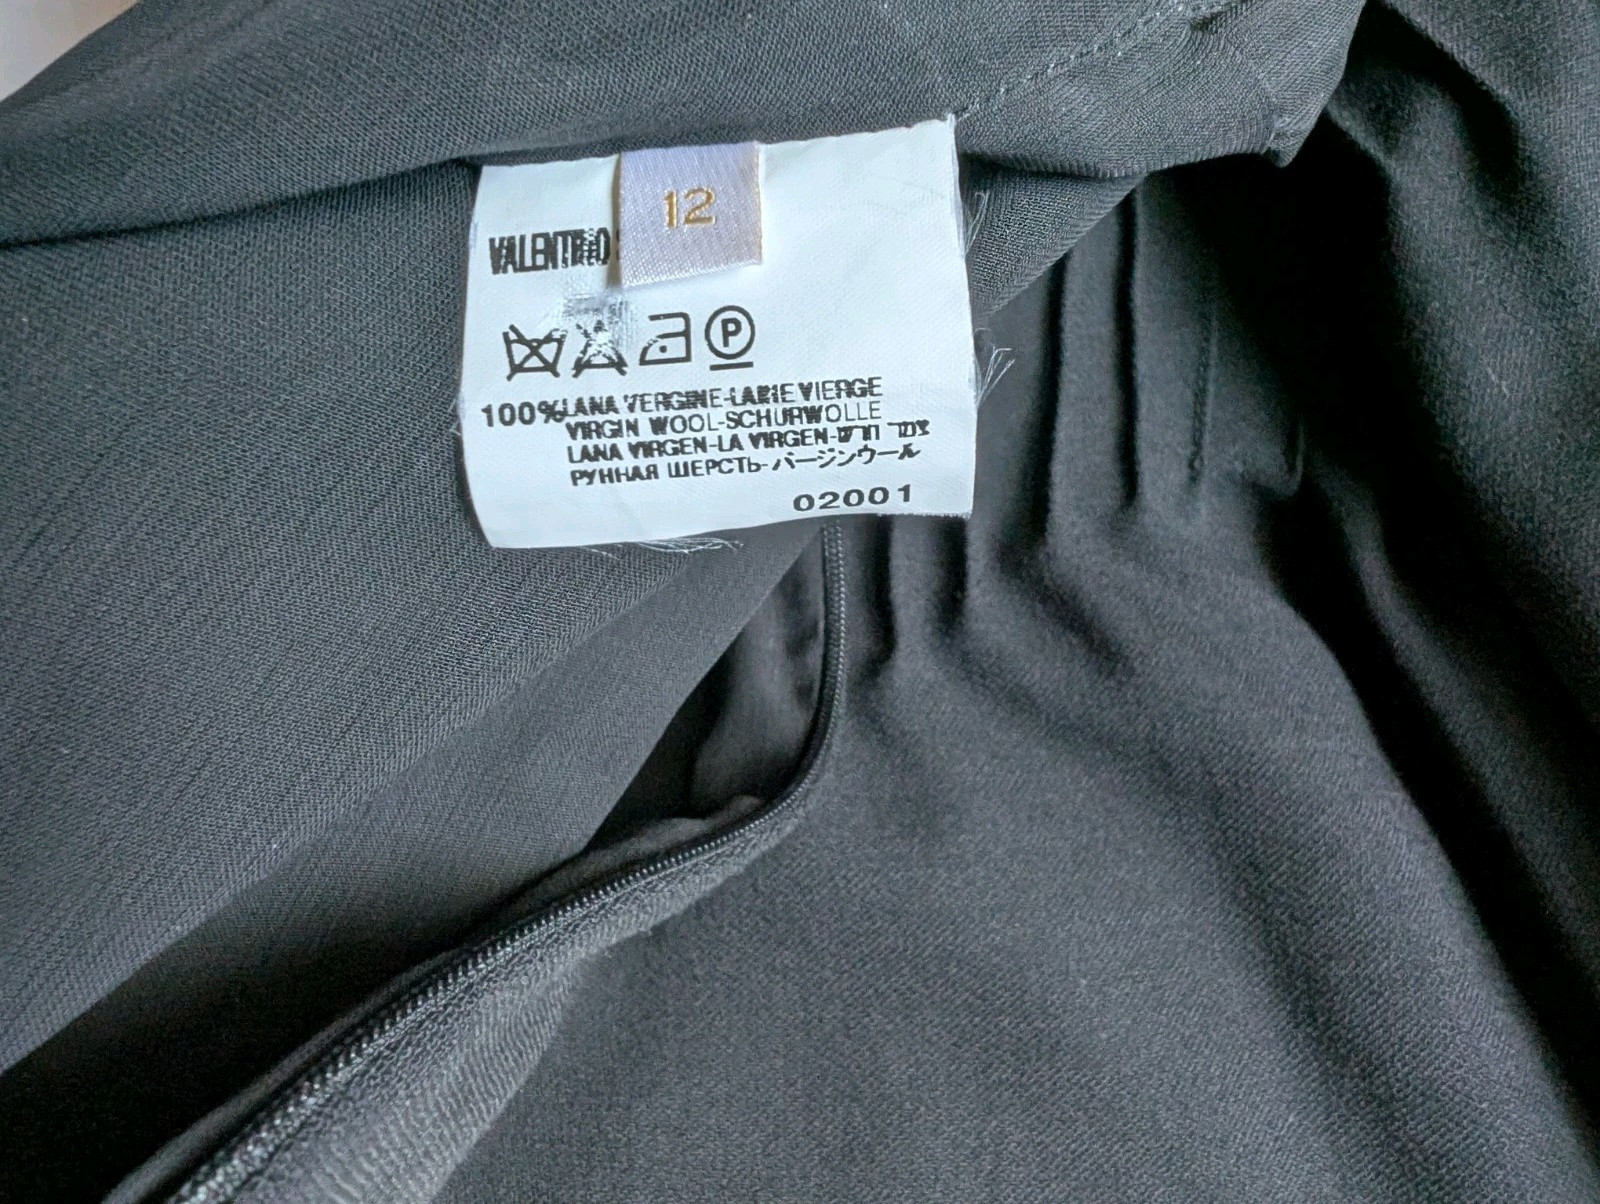 12
VALENTINO
P
100% LANA VERGINE-LAINE VIERGE
VIRGIN WOOL-SCHURWOLLE
LANA VIRGEN-LA VIRGEN-צמר
РУННАЯ ШЕРСТЬ-バージンウール
02001